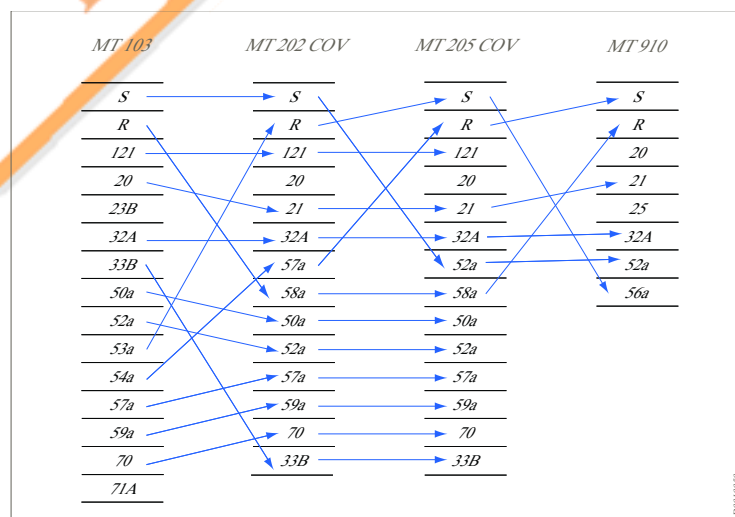 MT 103 MT 202 COV MT 205 COV MT 910
S S S S
R R R R
121 121 121 20
20 20 20 21
23B 21 21 25
32A 32A 32A 32A
33B 57a 52a 52a
50a 58a 58a 56a
52a 50a 50a
53a 52a 52a
54a 57a 57a
57a 59a 59a
59a 70 70
70 33B 33B
71A